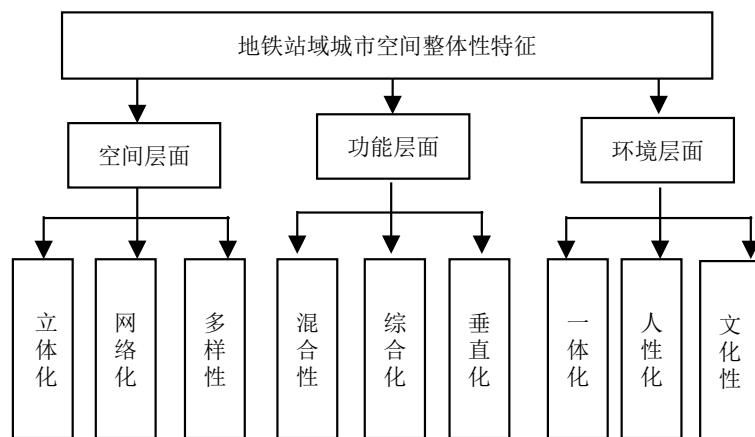 地铁站域城市空间整体性特征
空间层面
功能层面
环境层面
立体化
网络化
多样性
混合性
综合化
垂直化
一体化
人性化
文化性